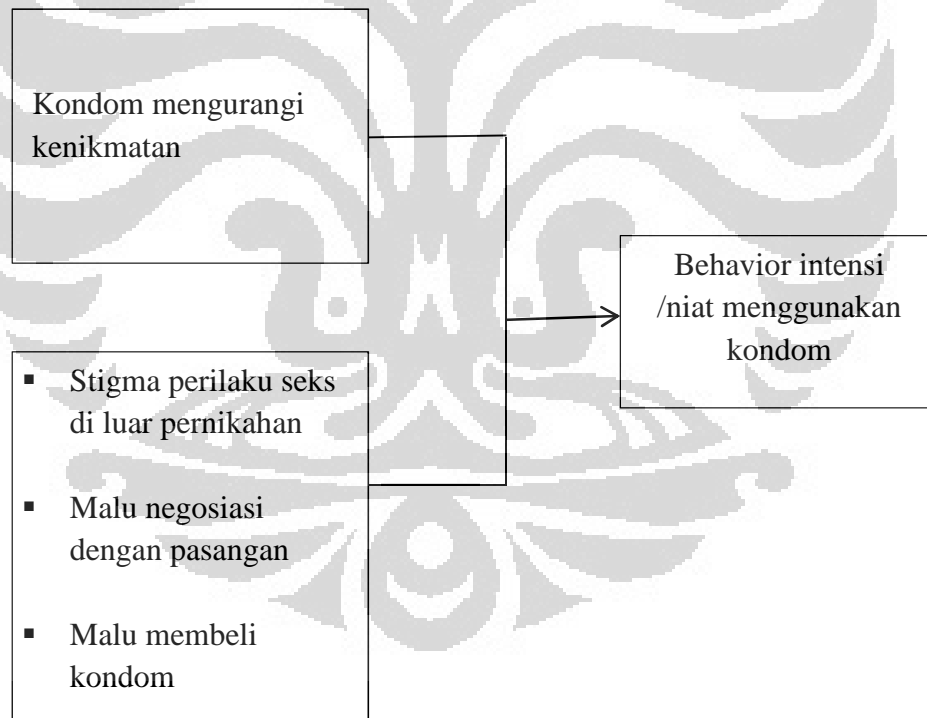 Kondom mengurangi
kenikmatan
Behavior intensi
/niat menggunakan
kondom
▪ Stigma perilaku seks
di luar pernikahan
▪ Malu negosiasi
dengan pasangan
▪ Malu membeli
kondom